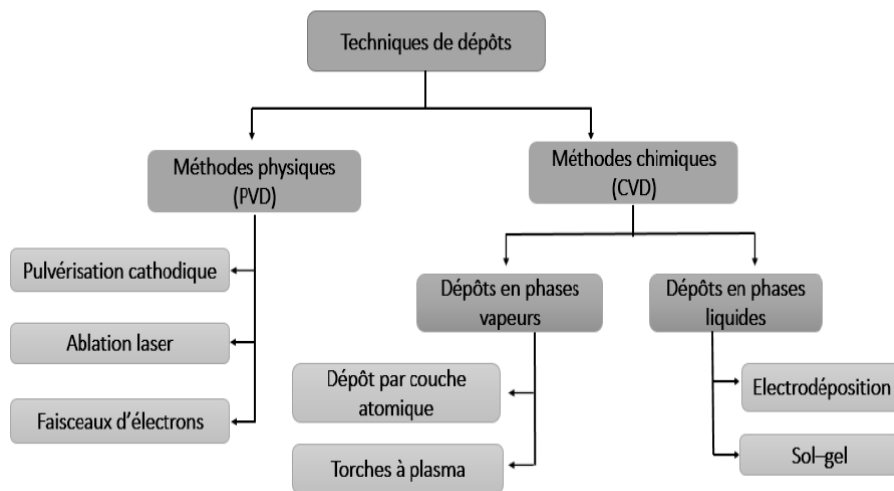 Techniques de dépôts
Méthodes physiques
(PVD)
Méthodes chimiques
(CVD)
Pulvérisation cathodique
Ablation laser
Faisceaux d'électrons
Dépôts en phases
vapeurs
Dépôts en phases
liquides
Dépôt par couche
atomique
Torches à plasma
Electrodéposition
Sol–gel